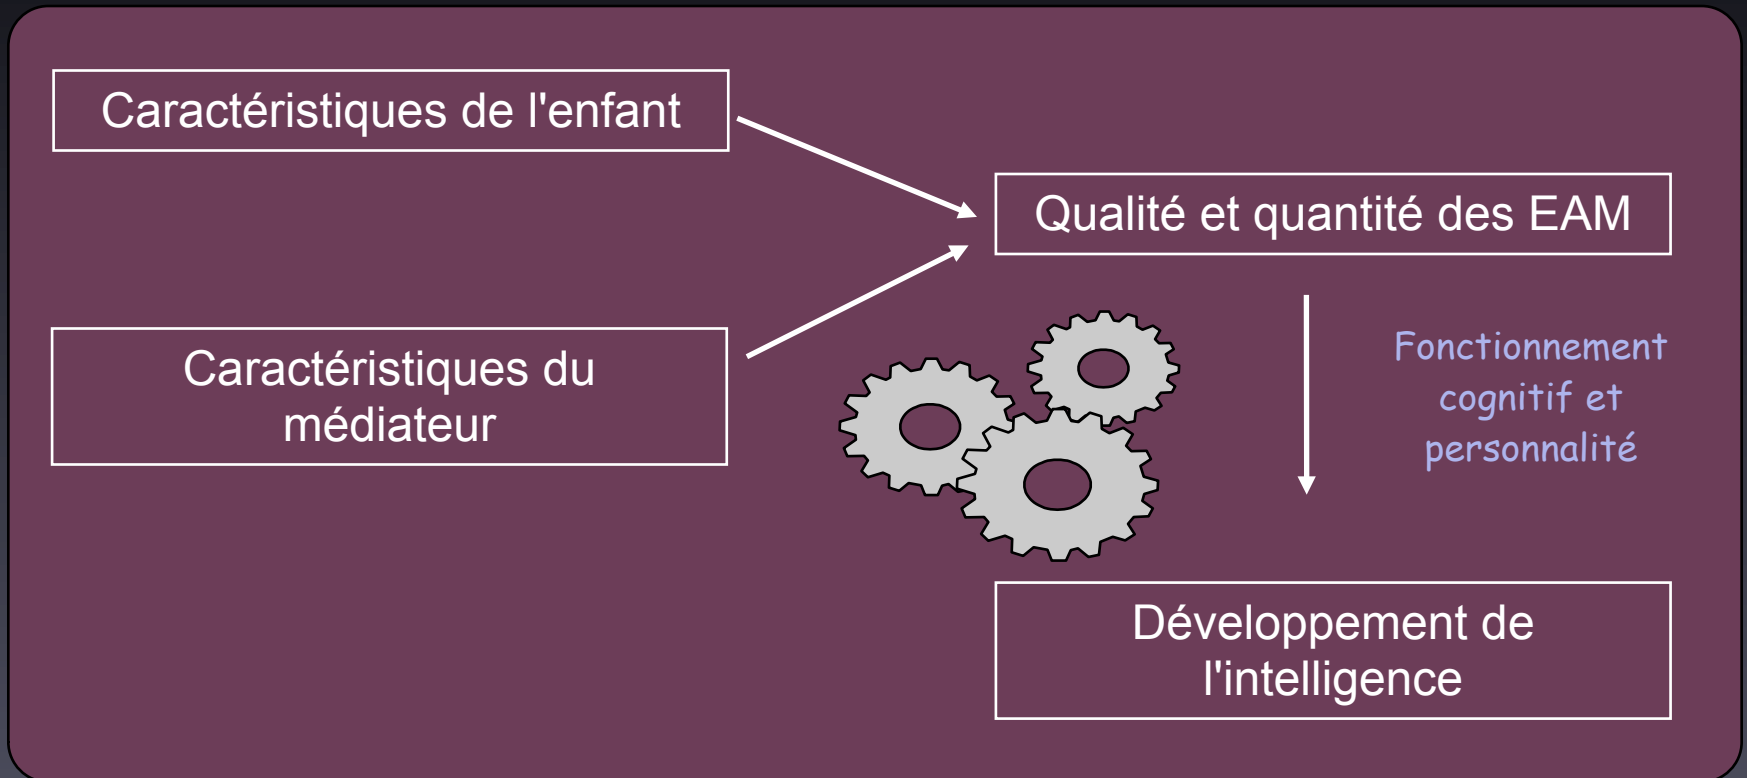 Caractéristiques de l'enfant
Qualité et quantité des EAM
Caractéristiques du
médiateur
Fonctionnement
cognitif et
personnalité
Développement de
l'intelligence